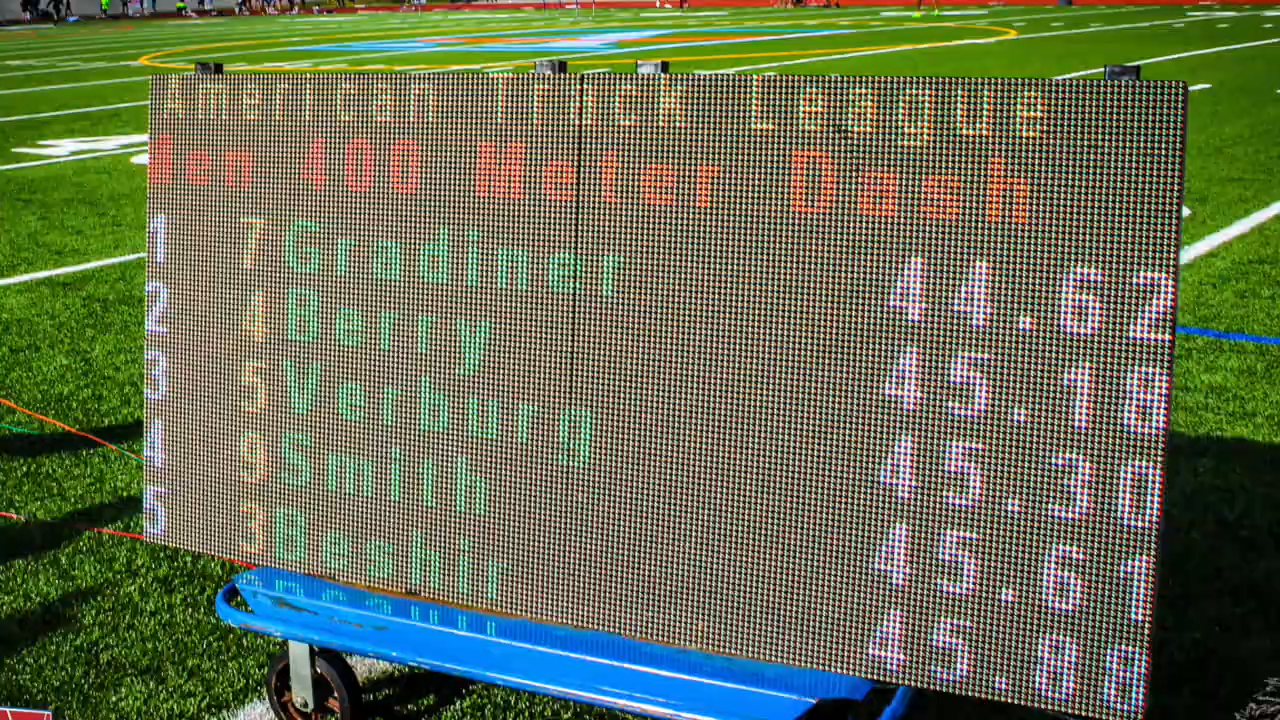 American Track League
Men 400 Meter Dash
1 7 Gradiner 44.62
2 4 Berry 45.18
3 5 Verburg 45.30
4 9 Smith 45.61
5 3 Beshir 45.88